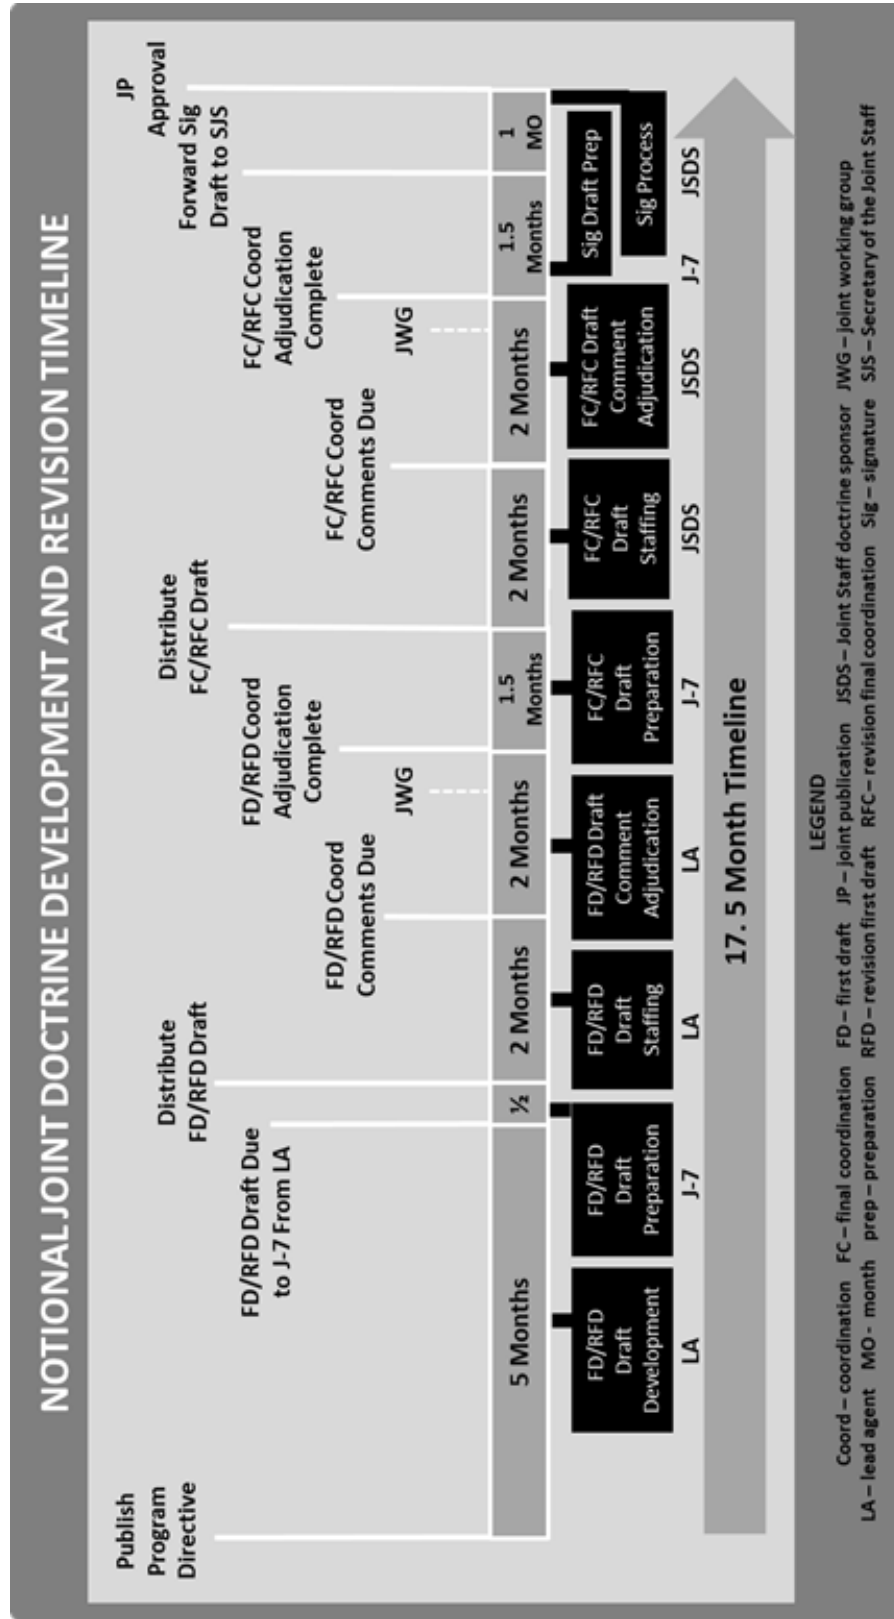 NOTIONAL JOINT DOCTRINE DEVELOPMENT AND REVISION TIMELINE
Publish
Program
Directive
FD/RFD Draft Due
to J-7 From LA
Distribute
FD/RFD Draft
FD/RFD Coord
Comments Due
JWG
FD/RFD Coord
Adjudication
Complete
Distribute
FC/RFC Draft
FC/RFC Coord
Comments Due
JWG
FC/RFC Coord
Adjudication
Complete
Forward Sig
Draft to SJS
JP
Approval
5 Months
½
2 Months
2 Months
1.5
Months
2 Months
2 Months
1.5
Months
1
MO
FD/RFD
Draft
Development
FD/RFD
Draft
Preparation
FD/RFD
Draft
Staffing
FD/RFD Draft
Comment
Adjudication
FC/RFC
Draft
Preparation
FC/RFC
Draft
Staffing
FC/RFC Draft
Comment
Adjudication
Sig Draft Prep
Sig Process
LA
J-7
LA
LA
J-7
JSDS
JSDS
J-7
JSDS
17. 5 Month Timeline
LEGEND
Coord – coordination FC – final coordination FD – first draft JP – joint publication JSDS – Joint Staff doctrine sponsor JWG – joint working group
LA – lead agent MO - month prep – preparation RFD – revision first draft RFC – revision final coordination Sig – signature SJS – Secretary of the Joint Staff